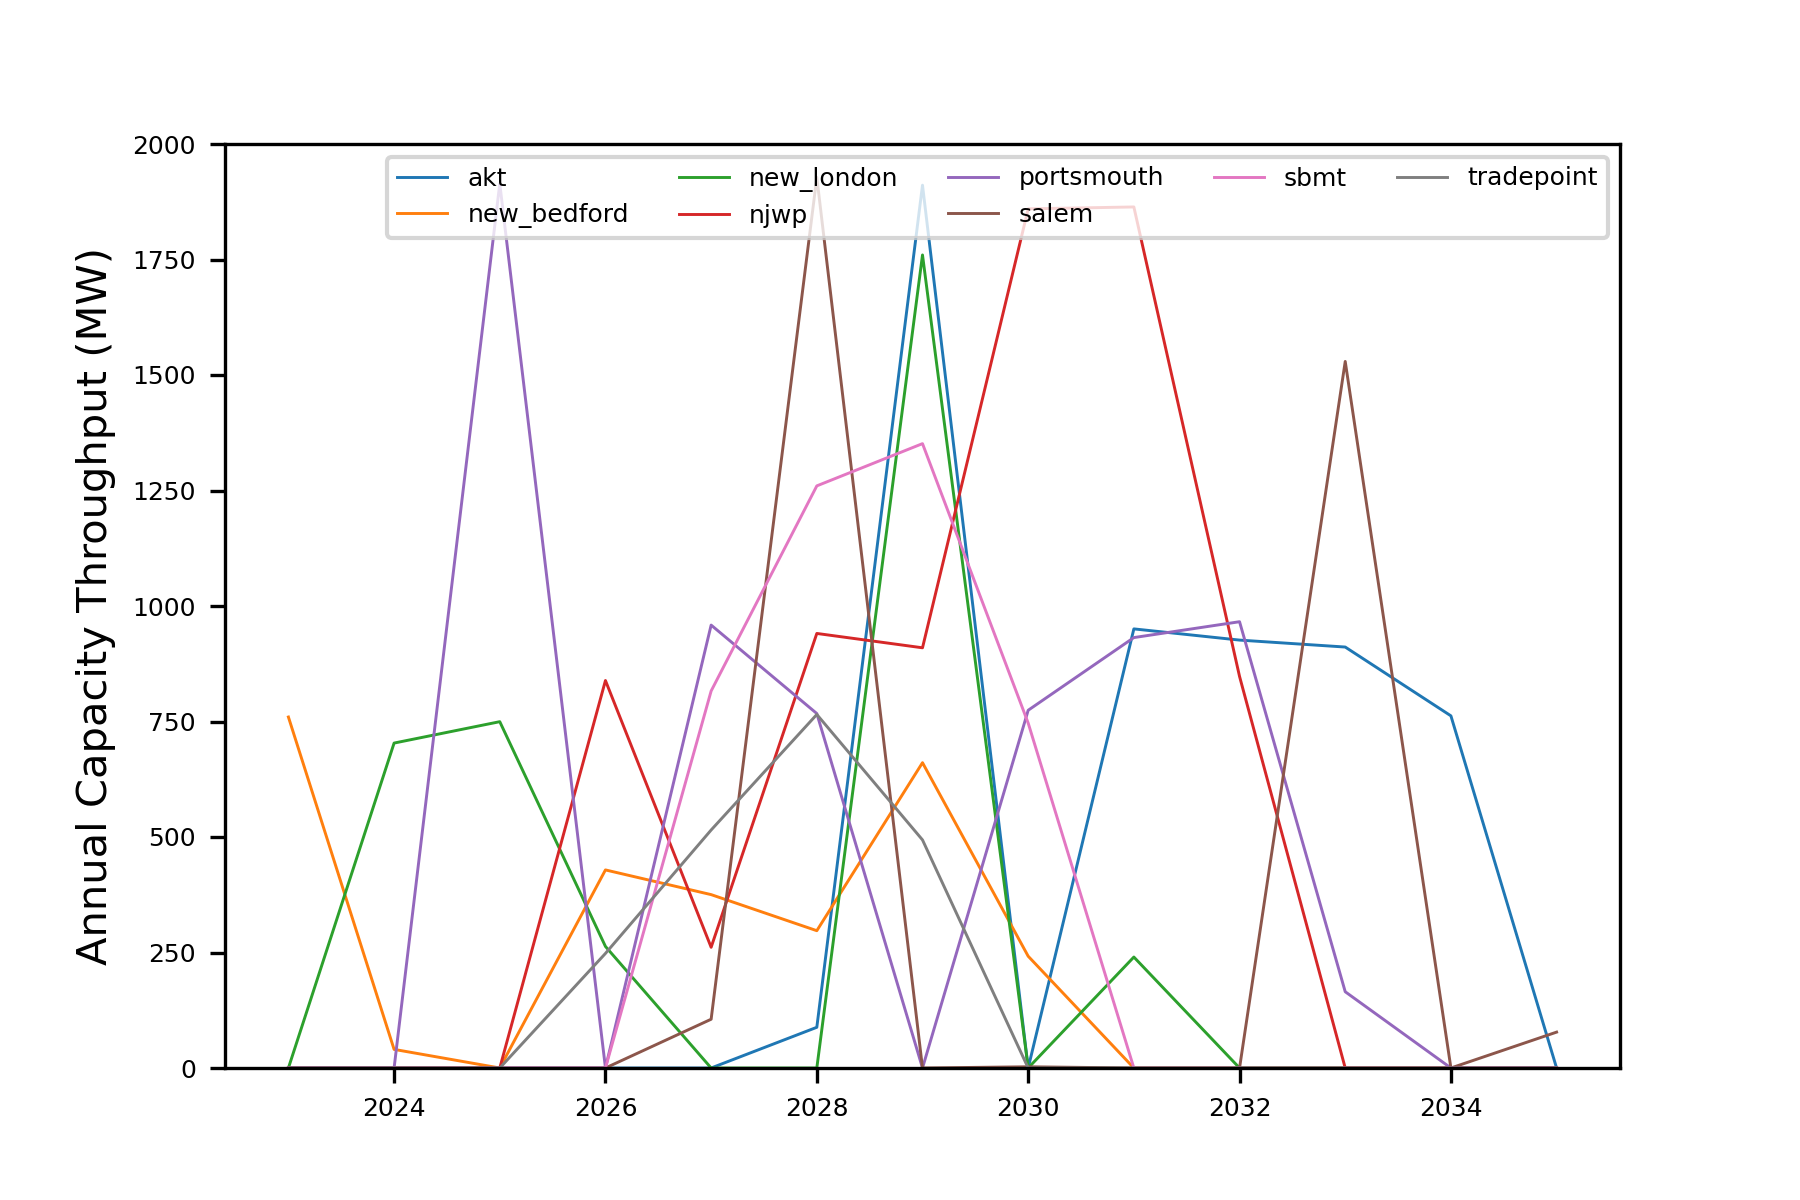 Annual Capacity Throughput (MW)
2000
1750
1500
1250
1000
750
500
250
0
akt new_london portsmouth sbmt tradepoint
new_bedford njwp salem
2024 2026 2028 2030 2032 2034